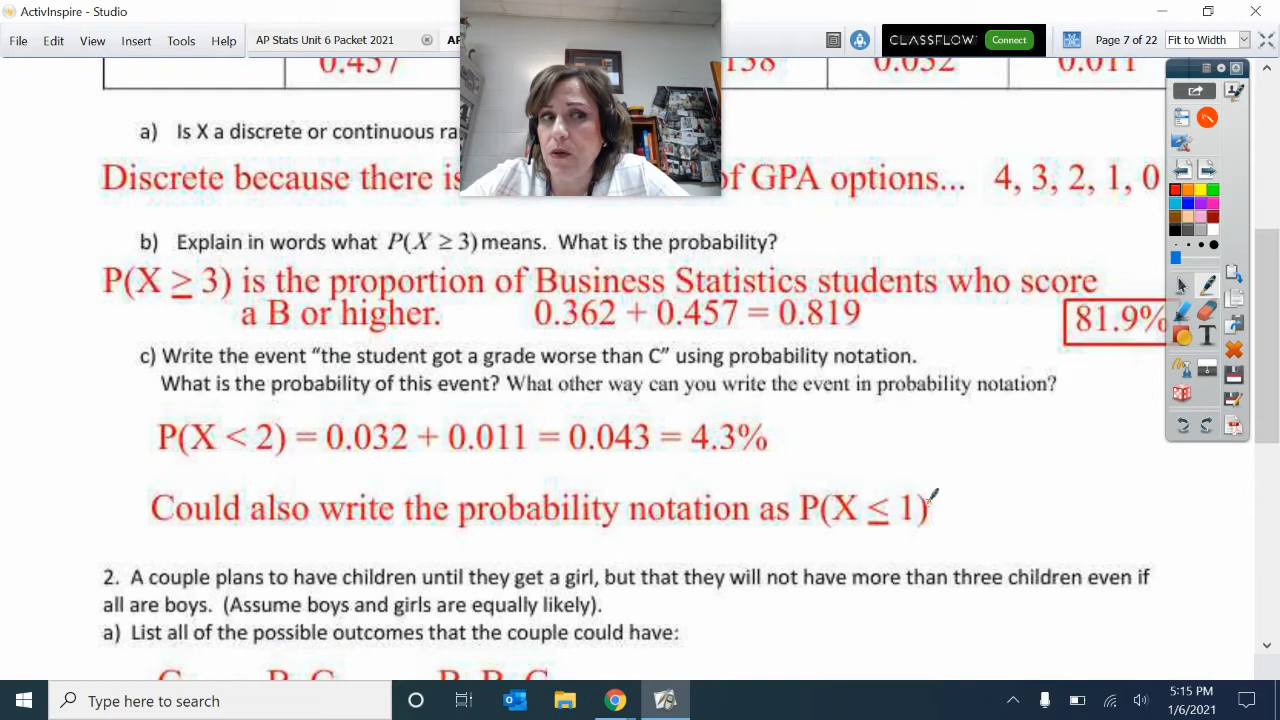 ActivInspire - Studio
File Edit View Insert Tools Help
AP Stats Unit 6 Packet 2021
CLASSFLOW Connect
Page 7 of 22
Fit to Width
0.457 0.032 0.011
a) Is X a discrete or continuous
Discrete because there is of GPA options... 4, 3, 2, 1, 0
b) Explain in words what P(X ≥ 3) means. What is the probability?
P(X ≥ 3) is the proportion of Business Statistics students who score
a B or higher. 0.362 + 0.457 = 0.819
81.9%
c) Write the event “the student got a grade worse than C” using probability notation.
What is the probability of this event? What other way can you write the event in probability notation?
P(X < 2) = 0.032 + 0.011 = 0.043 = 4.3%
Could also write the probability notation as P(X ≤ 1)
2. A couple plans to have children until they get a girl, but that they will not have more than three children even if
all are boys. (Assume boys and girls are equally likely).
a) List all of the possible outcomes that the couple could have:
Type here to search
5:15 PM
1/6/2021